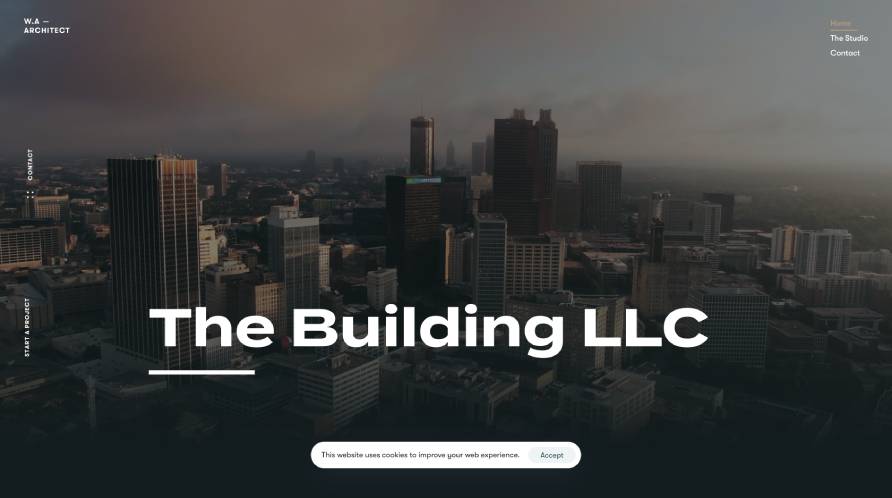 W.A —
ARCHITECT
Home
The Studio
Contact
CONTACT
START A PROJECT
The Building LLC
This website uses cookies to improve your web experience.
Accept